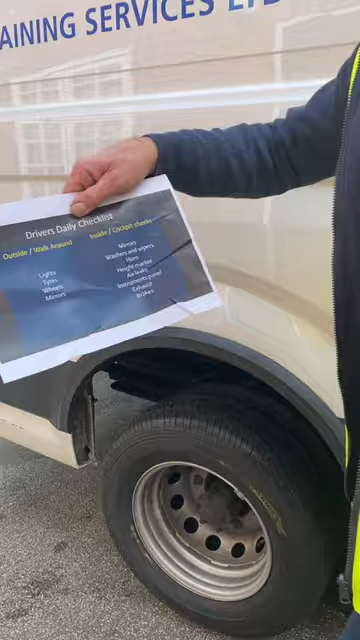 AINING SERVICES LTD
Drivers Daily Checklist
Outside / Walk Around
Lights
Tyres
Wheels
Mirrors
Inside / Cockpit checks
Mirrors
Washers and wipers
Horn
Height marker
Air leaks
Instruments panel
Exhaust
Brakes